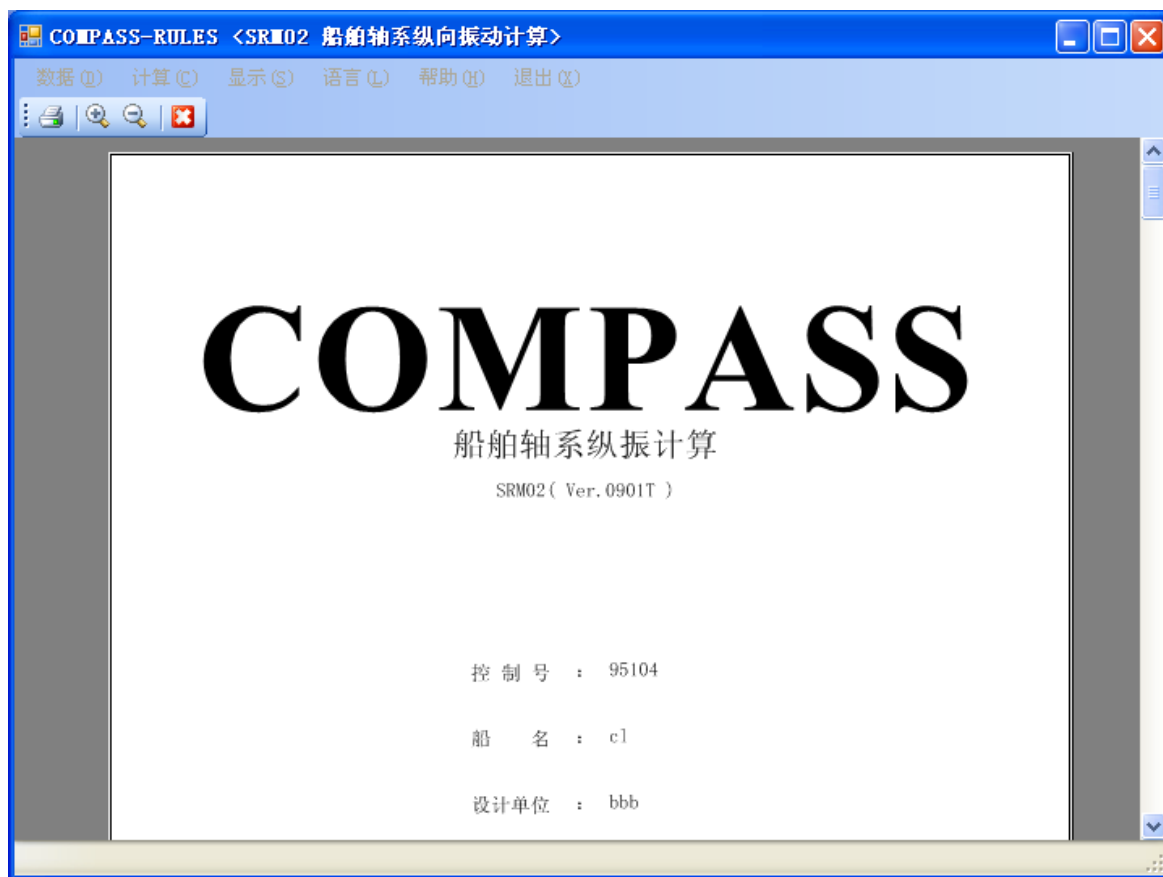 COMPASS-RULES <SRM02 船舶轴系纵向振动计算>
数据(D) 计算(C) 显示(S) 语言(L) 帮助(H) 退出(X)
COMPASS
船舶轴系纵振计算
SRM02( Ver.0901T )
控 制 号 : 95104
船 名 : cl
设计单位 : bbb